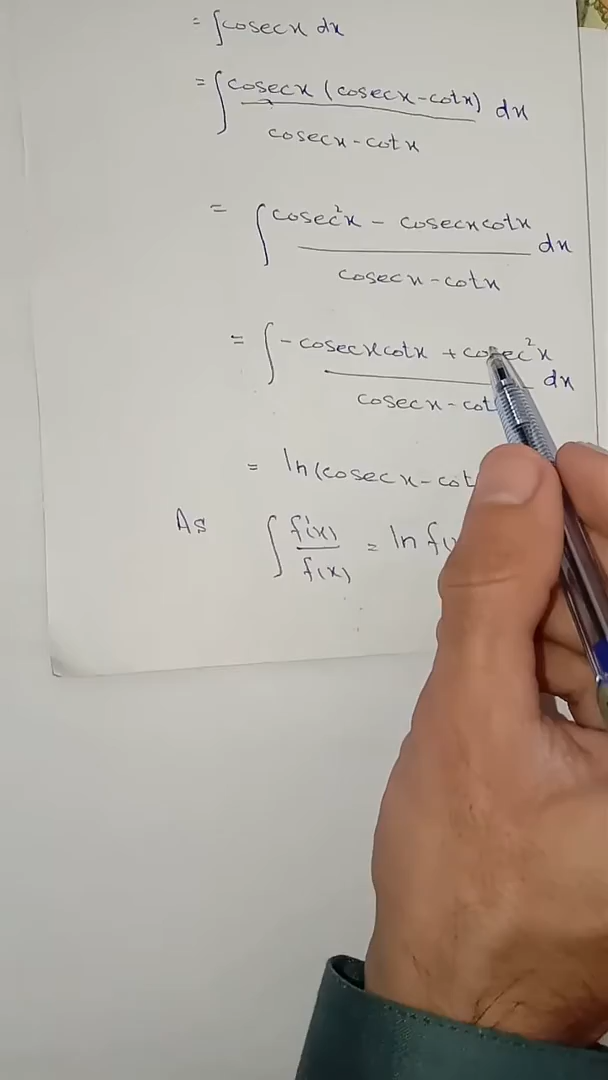 = ∫cosecx dx
= ∫ cosecx (cosecx-cotx) dx
cosecx-cotx
= ∫ cosec²x - cosecxcotx dx
cosecx-cotx
= ∫ -cosecxcotx + cosec²x dx
cosecx-cot
= ln(cosecx-cot
As ∫ f'(x) = ln f(
f(x)